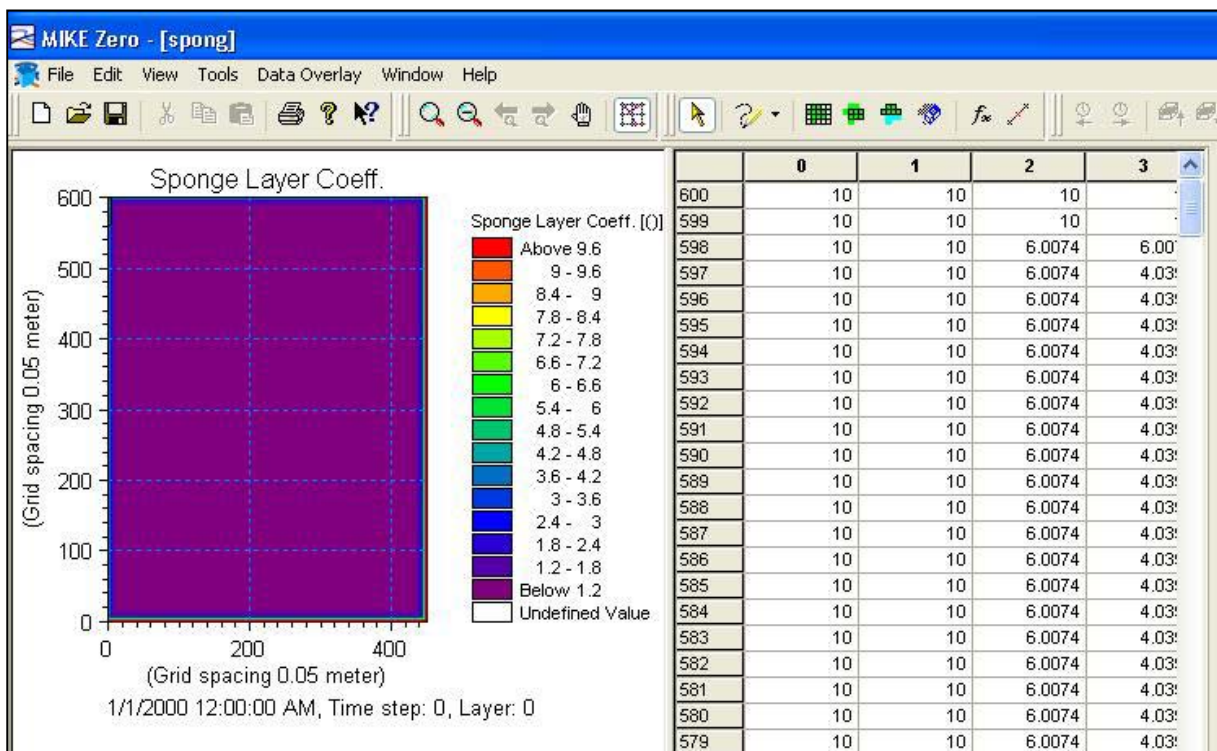 MIKE Zero - [spong]
File Edit View Tools Data Overlay Window Help
Sponge Layer Coeff.
600
500
400
300
200
100
0
(Grid spacing 0.05 meter)
0 200 400
(Grid spacing 0.05 meter)
1/1/2000 12:00:00 AM, Time step: 0, Layer: 0
Sponge Layer Coeff. [()]
Above 9.6
9 - 9.6
8.4 - 9
7.8 - 8.4
7.2 - 7.8
6.6 - 7.2
6 - 6.6
5.4 - 6
4.8 - 5.4
4.2 - 4.8
3.6 - 4.2
3 - 3.6
2.4 - 3
1.8 - 2.4
1.2 - 1.8
Below 1.2
Undefined Value
0 1 2 3
600 10 10 10
599 10 10 10
598 10 10 6.0074
597 10 10 6.0074
596 10 10 6.0074
595 10 10 6.0074
594 10 10 6.0074
593 10 10 6.0074
592 10 10 6.0074
591 10 10 6.0074
590 10 10 6.0074
589 10 10 6.0074
588 10 10 6.0074
587 10 10 6.0074
586 10 10 6.0074
585 10 10 6.0074
584 10 10 6.0074
583 10 10 6.0074
582 10 10 6.0074
581 10 10 6.0074
580 10 10 6.0074
579 10 10 6.0074